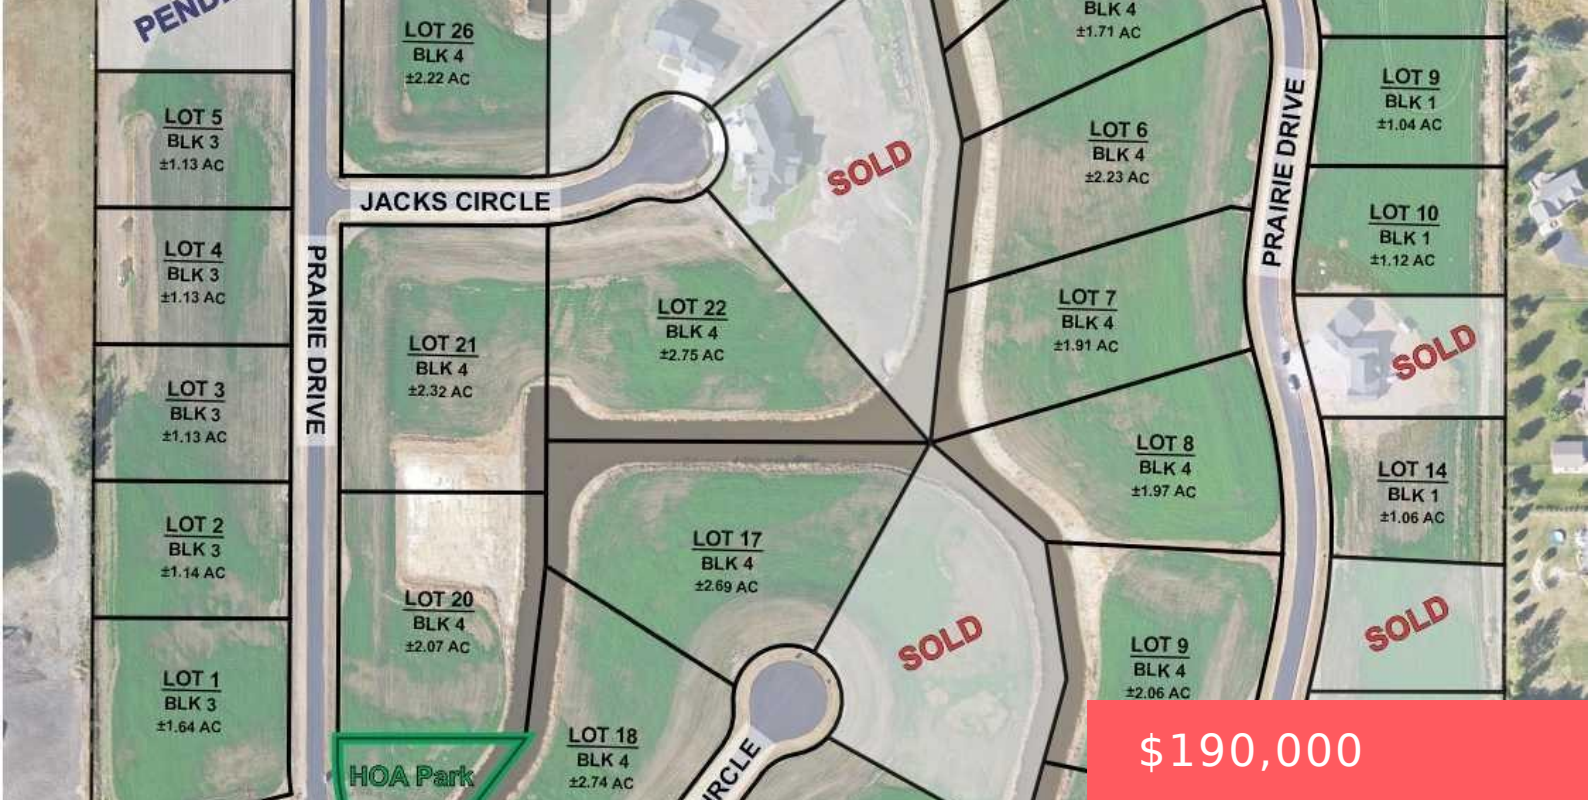 PEND
LOT 26
BLK 4
±2.22 AC
BLK 4
±1.71 AC
LOT 9
BLK 1
±1.04 AC
LOT 5
BLK 3
±1.13 AC
LOT 6
BLK 4
±2.23 AC
PRAIRIE DRIVE
SOLD
JACKS CIRCLE
LOT 10
BLK 1
±1.12 AC
LOT 4
BLK 3
±1.13 AC
PRAIRIE DRIVE
LOT 22
BLK 4
±2.75 AC
LOT 7
BLK 4
±1.91 AC
LOT 21
BLK 4
±2.32 AC
SOLD
LOT 3
BLK 3
±1.13 AC
LOT 8
BLK 4
±1.97 AC
LOT 14
BLK 1
±1.06 AC
LOT 2
BLK 3
±1.14 AC
LOT 17
BLK 4
±2.69 AC
LOT 20
BLK 4
±2.07 AC
SOLD
SOLD
LOT 9
BLK 4
±2.06 AC
LOT 1
BLK 3
±1.64 AC
LOT 18
BLK 4
±2.74 AC
HOA Park
IRCLE
$190,000